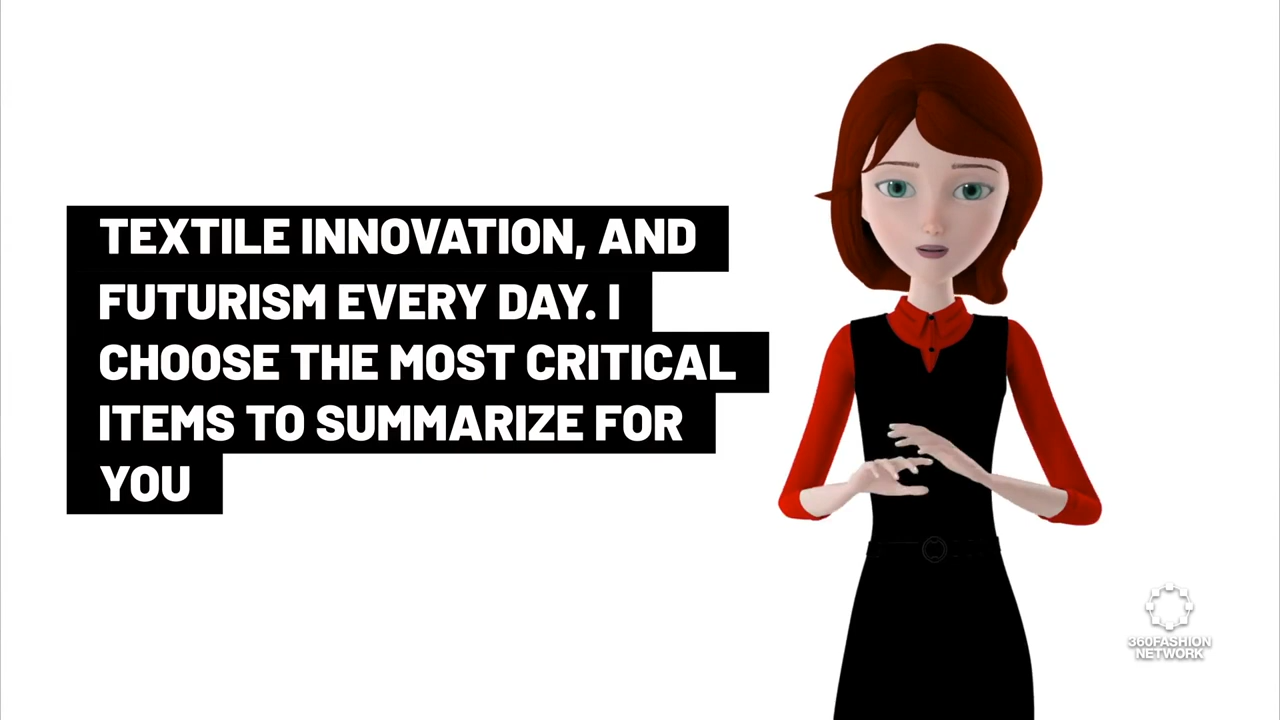 TEXTILE INNOVATION, AND
FUTURISM EVERY DAY. I
CHOOSE THE MOST CRITICAL
ITEMS TO SUMMARIZE FOR
YOU
360FASHION
NETWORK